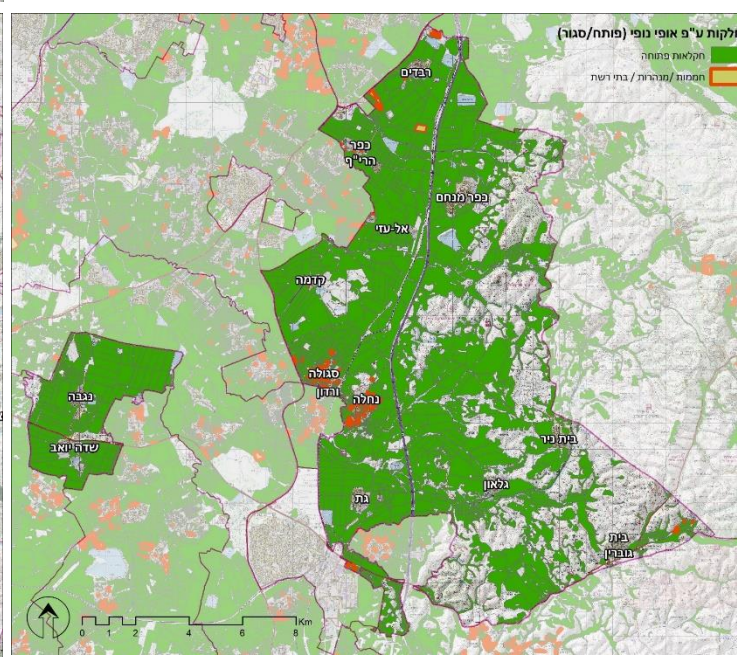 חלקות ע"פ אופי נופי (פותח/סגור)
חקלאות פתוחה
חממות /מנהרות / בתי רשת
רבדים
כפר
הרי"ף
כפר מנחם
אל-עזי
קדמה
סגולה
ורדון
נחלה
נגבה
שדה יואב
בית ניר
גלאון
גת
בית
גוברין
0 1 2 4 6 8 Km